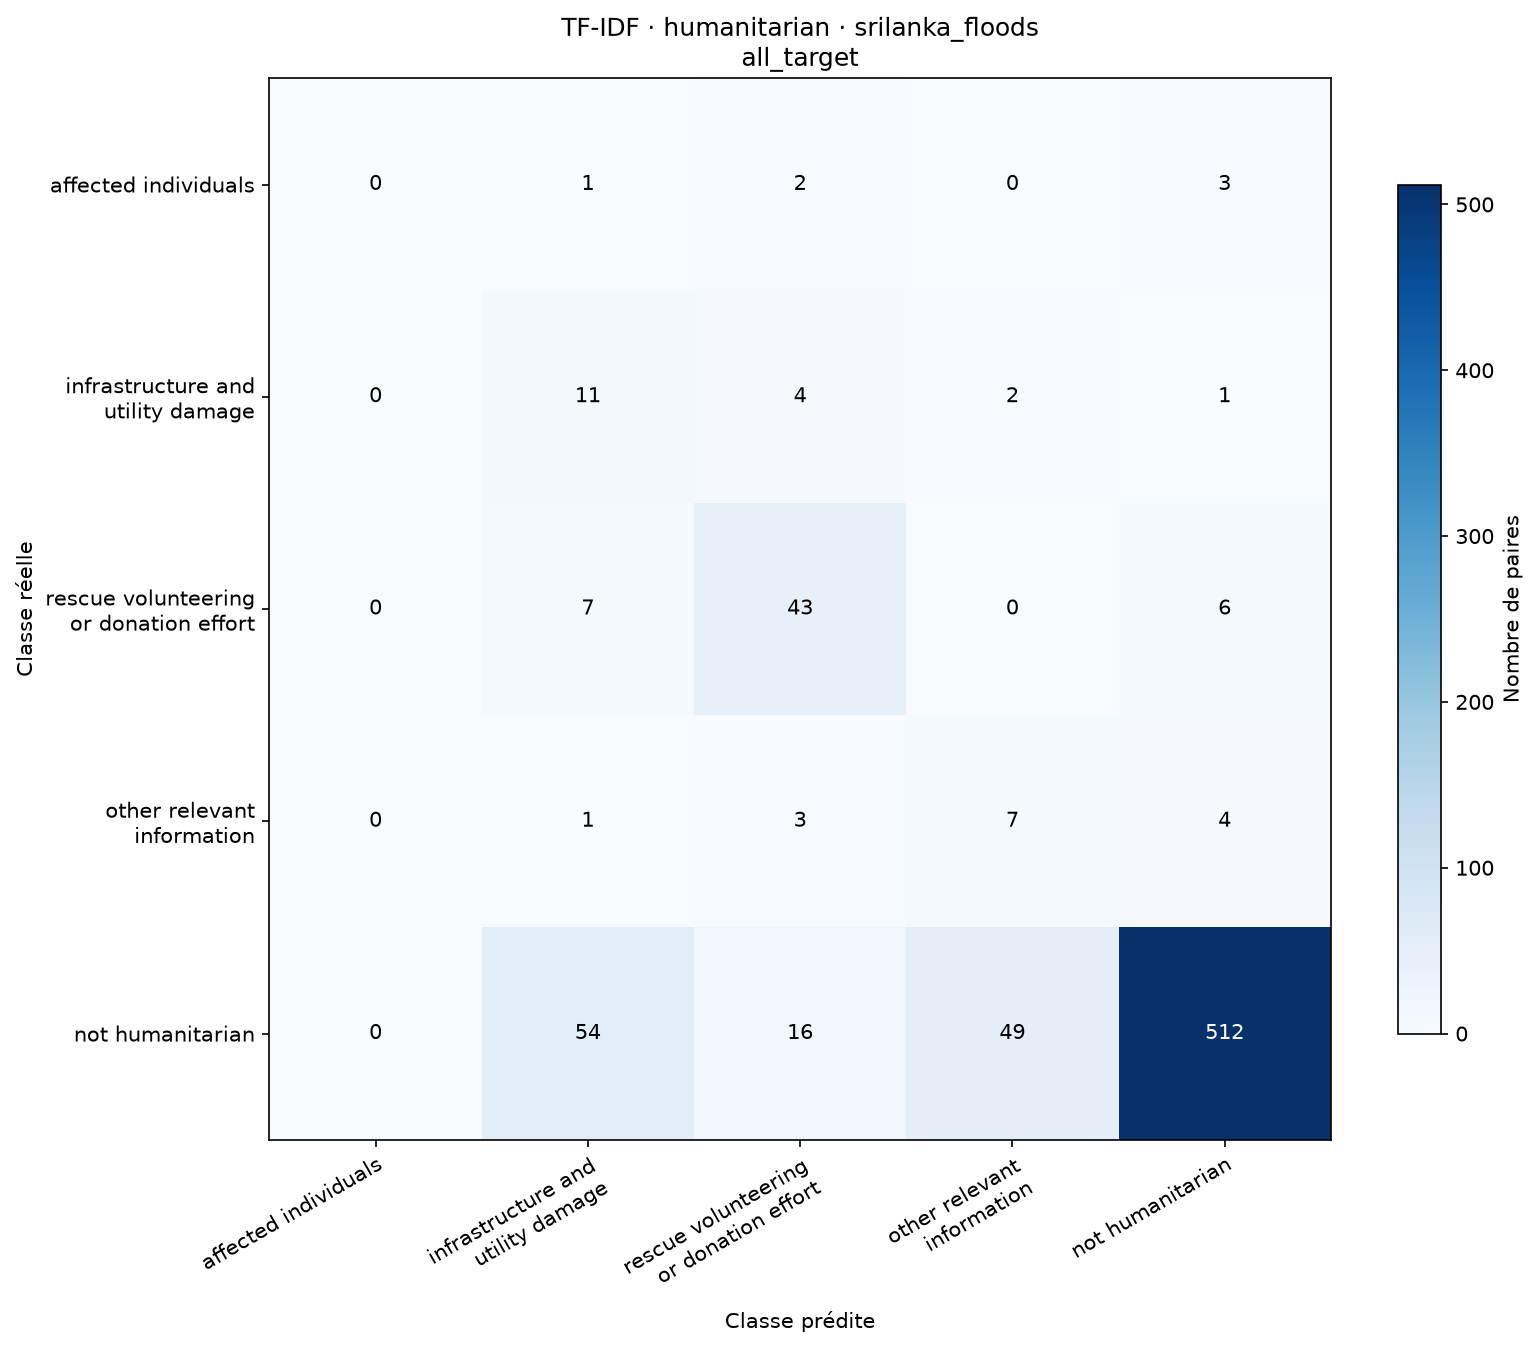 TF-IDF · humanitarian · srilanka_floods
all_target
affected individuals
0 1 2 0 3
infrastructure and
utility damage
0 11 4 2 1
rescue volunteering
or donation effort
0 7 43 0 6
other relevant
information
0 1 3 7 4
not humanitarian
0 54 16 49 512
Classe réelle
affected individuals
infrastructure and
utility damage
rescue volunteering
or donation effort
other relevant
information
not humanitarian
Classe prédite
500
400
300
200
100
0
Nombre de paires